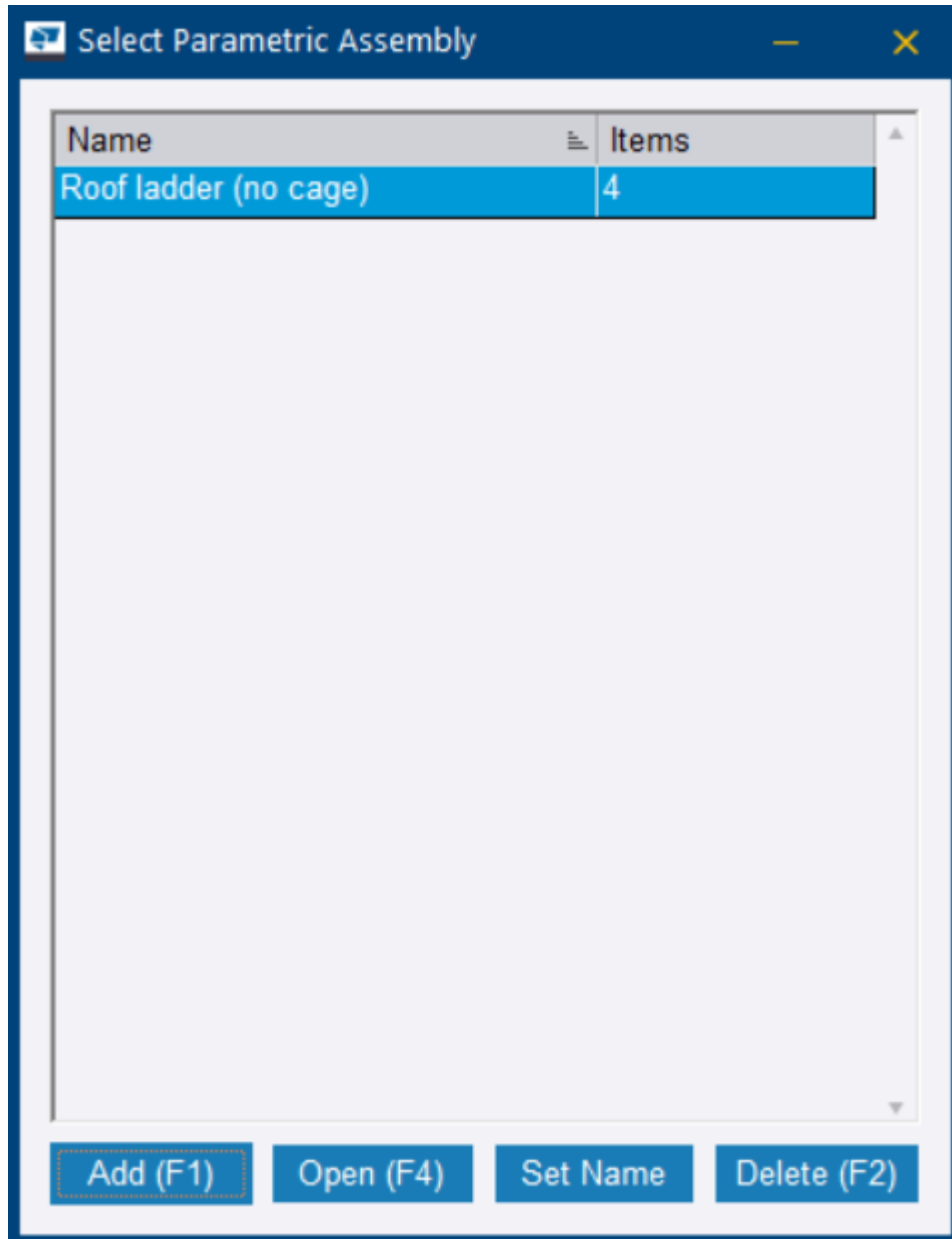 Select Parametric Assembly
Name Items
Roof ladder (no cage) 4
Add (F1) Open (F4) Set Name Delete (F2)